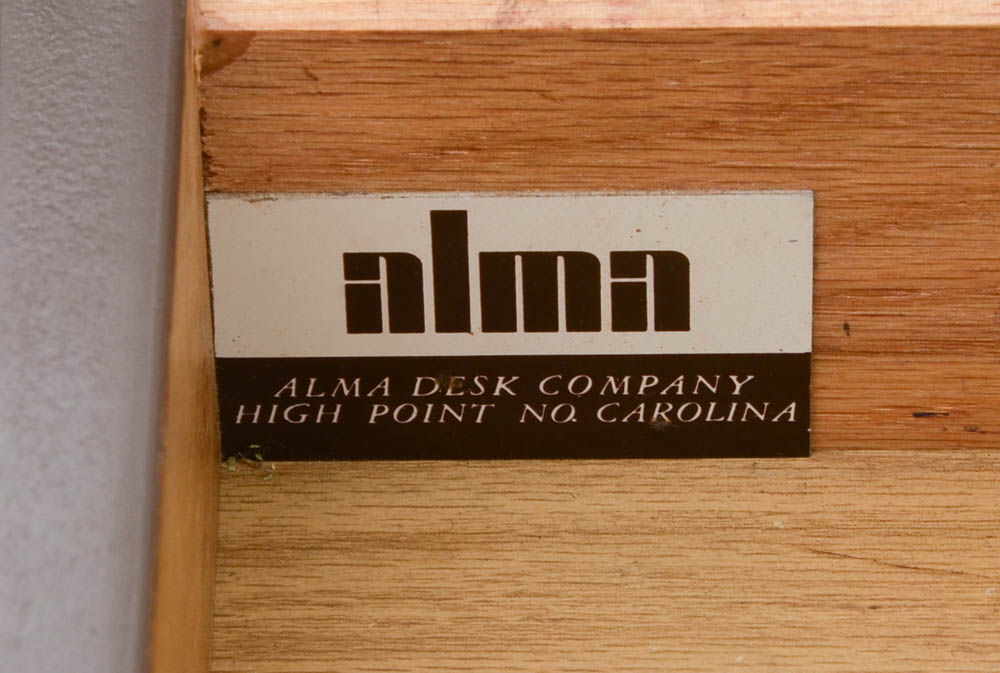 alma
ALMA DESK COMPANY
HIGH POINT NO. CAROLINA